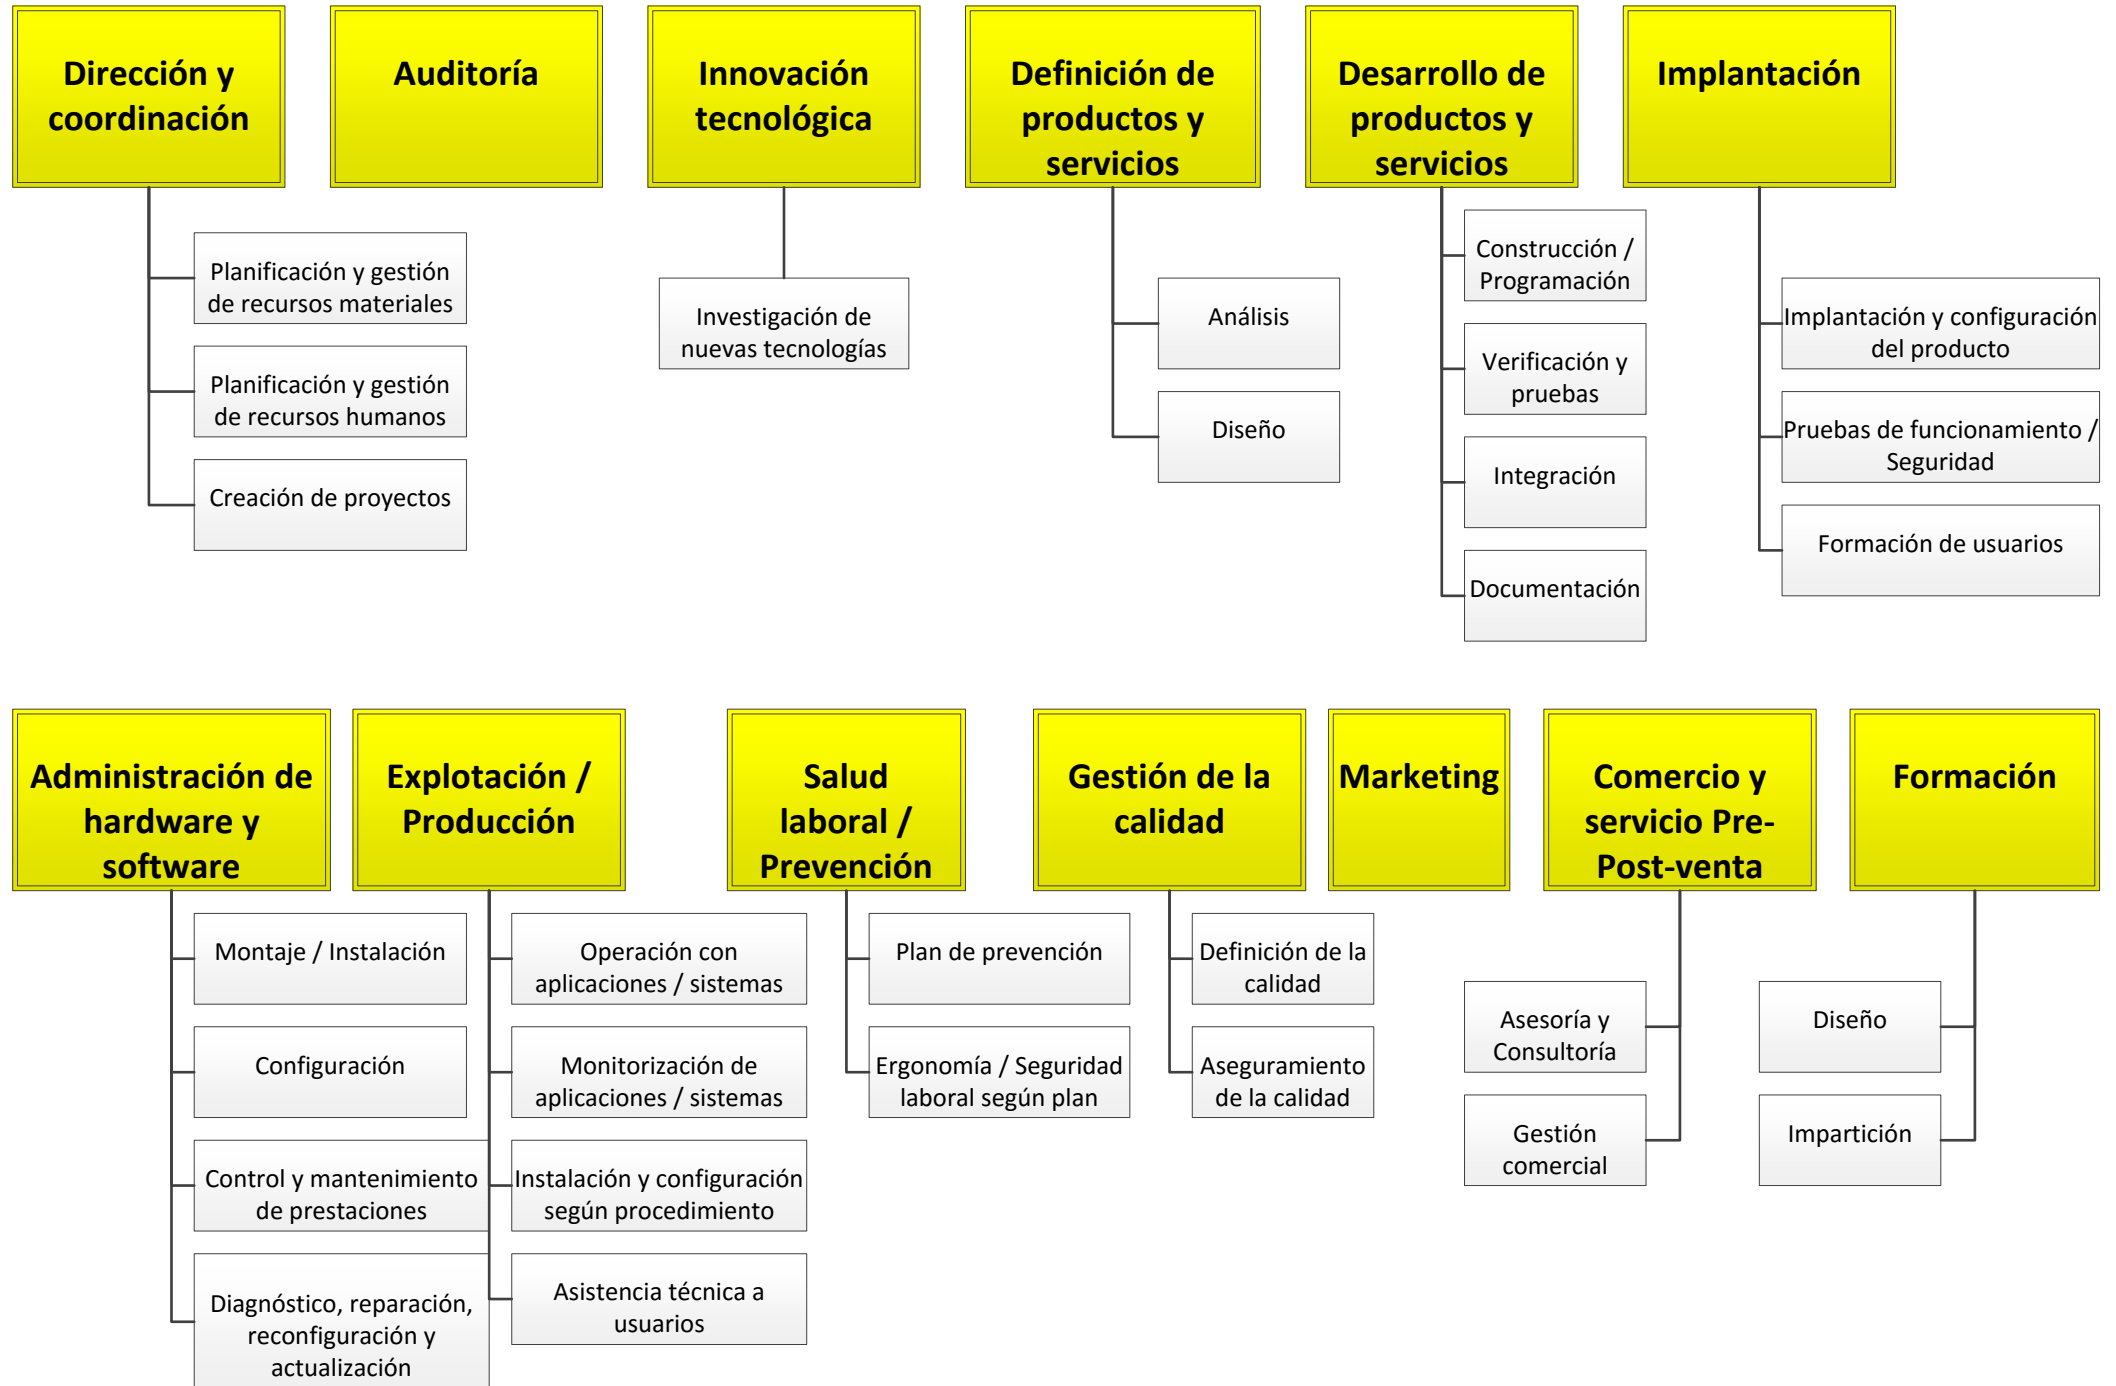 Dirección y
coordinación
Auditoría
Innovación
tecnológica
Definición de
productos y
servicios
Desarrollo de
productos y
servicios
Implantación
Planificación y gestión
de recursos materiales
Planificación y gestión
de recursos humanos
Creación de proyectos
Investigación de
nuevas tecnologías
Análisis
Diseño
Construcción /
Programación
Verificación y
pruebas
Integración
Documentación
Implantación y configuración
del producto
Pruebas de funcionamiento /
Seguridad
Formación de usuarios
Administración de
hardware y
software
Explotación /
Producción
Salud
laboral /
Prevención
Gestión de la
calidad
Marketing
Comercio y
servicio Pre-
Post-venta
Formación
Montaje / Instalación
Configuración
Control y mantenimiento
de prestaciones
Diagnóstico, reparación,
reconfiguración y
actualización
Operación con
aplicaciones / sistemas
Monitorización de
aplicaciones / sistemas
Instalación y configuración
según procedimiento
Asistencia técnica a
usuarios
Plan de prevención
Ergonomía / Seguridad
laboral según plan
Definición de la
calidad
Aseguramiento
de la calidad
Asesoría y
Consultoría
Gestión
comercial
Diseño
Impartición